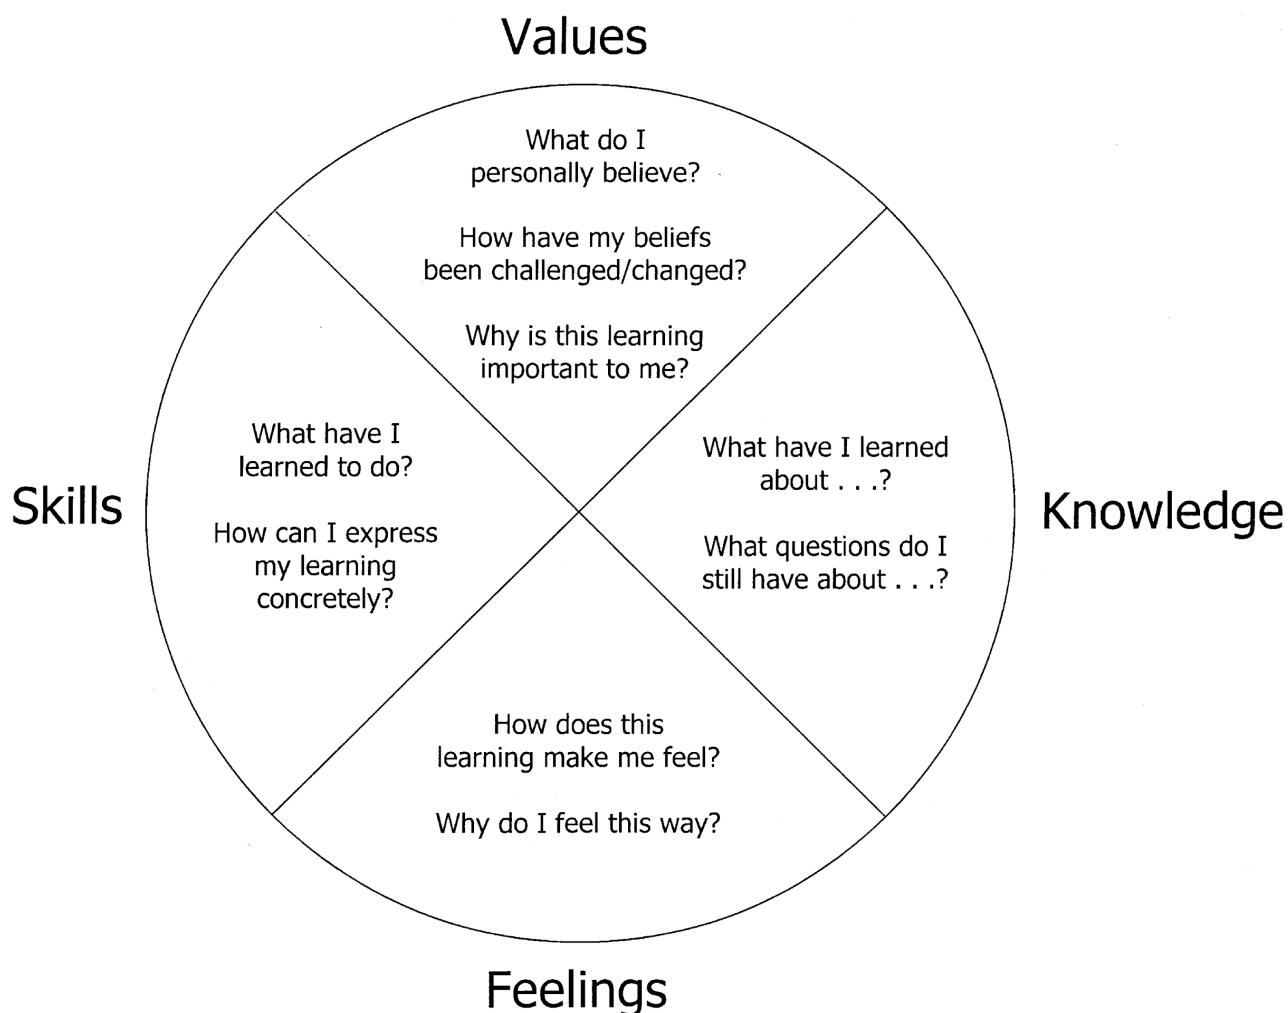 Values
What do I
personally believe?
How have my beliefs
been challenged/changed?
Why is this learning
important to me?
Skills
What have I
learned to do?
How can I express
my learning
concretely?
What have I learned
about . . .?
What questions do I
still have about . . .?
Knowledge
How does this
learning make me feel?
Why do I feel this way?
Feelings